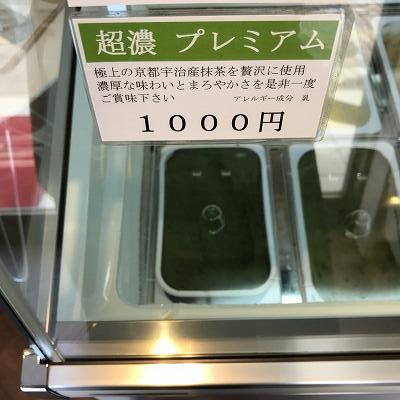 超濃 プレミアム
極上の京都宇治産抹茶を贅沢に使用
濃厚な味わいとまろやかさを是非一度
ご賞味下さい アレルギー成分 乳
1000円